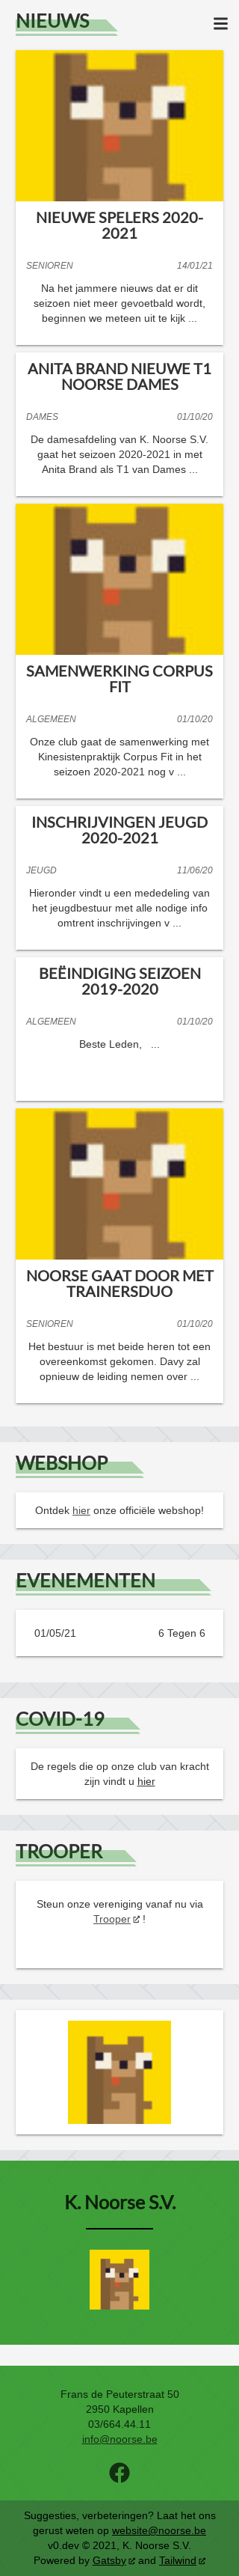 NIEUWS
NIEUWE SPELERS 2020-
2021
SENIOREN 14/01/21
Na het jammere nieuws dat er dit
seizoen niet meer gevoetbald wordt,
beginnen we meteen uit te kijk ...
ANITA BRAND NIEUWE T1
NOORSE DAMES
DAMES 01/10/20
De damesafdeling van K. Noorse S.V.
gaat het seizoen 2020-2021 in met
Anita Brand als T1 van Dames ...
SAMENWERKING CORPUS
FIT
ALGEMEEN 01/10/20
Onze club gaat de samenwerking met
Kinesistenpraktijk Corpus Fit in het
seizoen 2020-2021 nog v ...
INSCHRIJVINGEN JEUGD
2020-2021
JEUGD 11/06/20
Hieronder vindt u een mededeling van
het jeugdbestuur met alle nodige info
omtrent inschrijvingen v ...
BEËINDIGING SEIZOEN
2019-2020
ALGEMEEN 01/10/20
Beste Leden, ...
NOORSE GAAT DOOR MET
TRAINERSDUO
SENIOREN 01/10/20
Het bestuur is met beide heren tot een
overeenkomst gekomen. Davy zal
opnieuw de leiding nemen over ...
WEBSHOP
Ontdek hier onze officiële webshop!
EVENEMENTEN
01/05/21 6 Tegen 6
COVID-19
De regels die op onze club van kracht
zijn vindt u hier
TROOPER
Steun onze vereniging vanaf nu via
Trooper !
K. Noorse S.V.
Frans de Peuterstraat 50
2950 Kapellen
03/664.44.11
info@noorse.be
Suggesties, verbeteringen? Laat het ons
gerust weten op website@noorse.be
v0.dev © 2021, K. Noorse S.V.
Powered by Gatsby and Tailwind